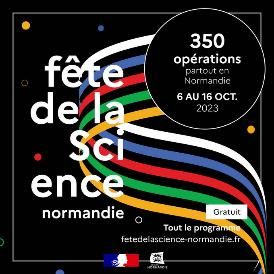 fête
de la
Sci
ence
normandie
350
opérations
partout en
Normandie
6 AU 16 OCT.
2023
Gratuit
Tout le programme
fetedelascience-normandie.fr